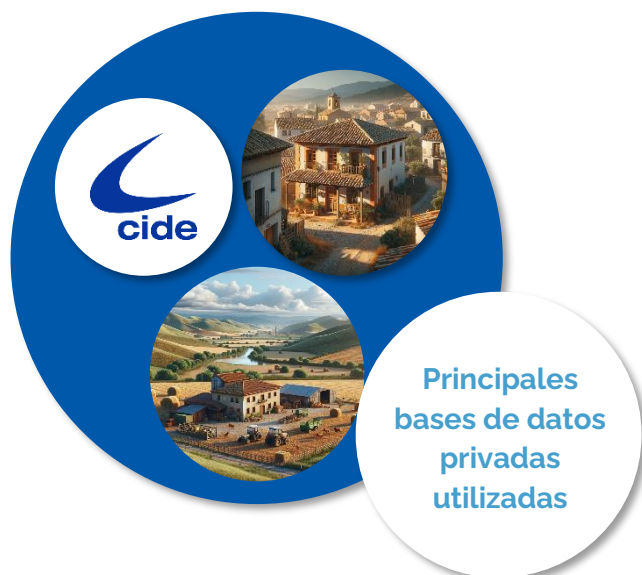 cide
Principales
bases de datos
privadas
utilizadas